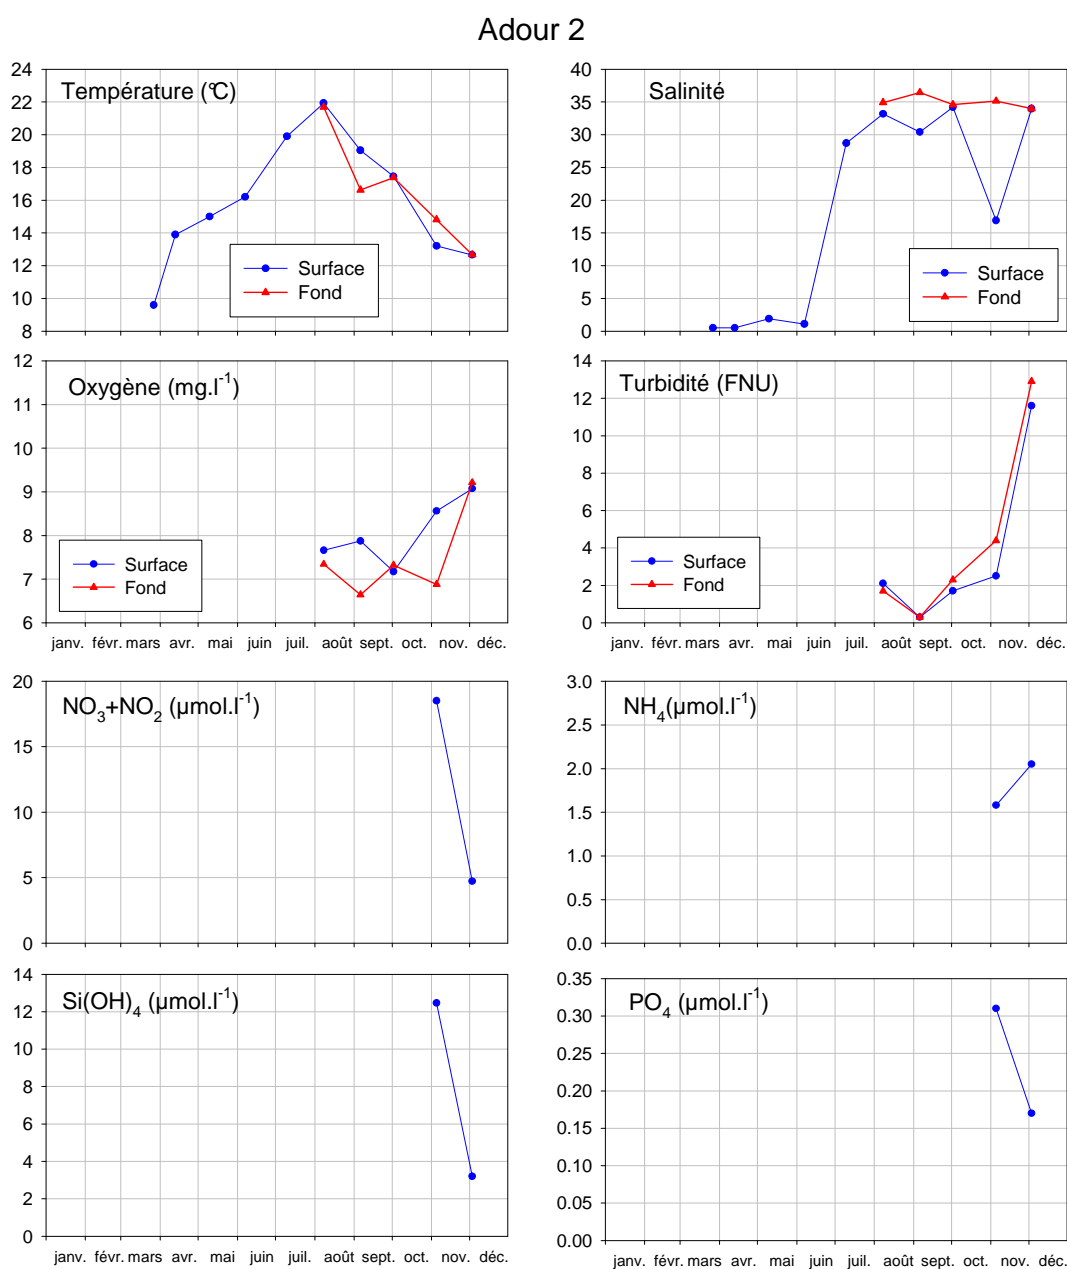 Adour 2
Température (°C)
24
22
20
18
16
14
12
10
8
Surface
Fond
Salinité
40
35
30
25
20
15
10
5
0
Surface
Fond
Oxygène (mg.l-1)
12
11
10
9
8
7
6
Surface
Fond
janv. févr. mars avr. mai juin juil. août sept. oct. nov. déc.
Turbidité (FNU)
14
12
10
8
6
4
2
0
Surface
Fond
janv. févr. mars avr. mai juin juil. août sept. oct. nov. déc.
NO3+NO2 (µmol.l-1)
20
15
10
5
0
NH4(µmol.l-1)
3.0
2.5
2.0
1.5
1.0
0.5
0.0
Si(OH)4 (µmol.l-1)
14
12
10
8
6
4
2
0
janv. févr. mars avr. mai juin juil. août sept. oct. nov. déc.
PO4 (µmol.l-1)
0.35
0.30
0.25
0.20
0.15
0.10
0.05
0.00
janv. févr. mars avr. mai juin juil. août sept. oct. nov. déc.